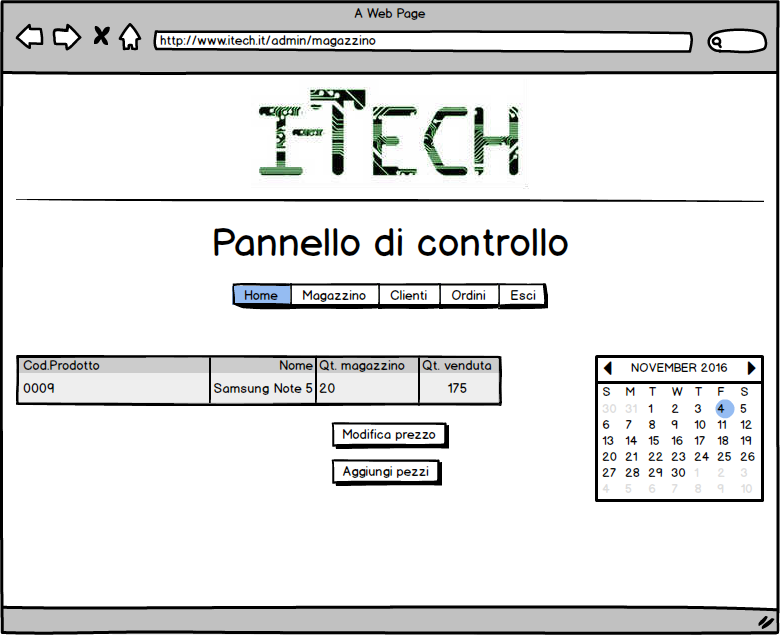 A Web Page
http://www.itech.it/admin/magazzino
I-TECH
Pannello di controllo
Home Magazzino Clienti Ordini Esci
Cod.Prodotto Nome Qt. magazzino Qt. venduta
0009 Samsung Note 5 20 175
Modifica prezzo
Aggiungi pezzi
NOVEMBER 2016
S M T W T F S
30 31 1 2 3 4 5
6 7 8 9 10 11 12
13 14 15 16 17 18 19
20 21 22 23 24 25 26
27 28 29 30 1 2 3
4 5 6 7 8 9 10